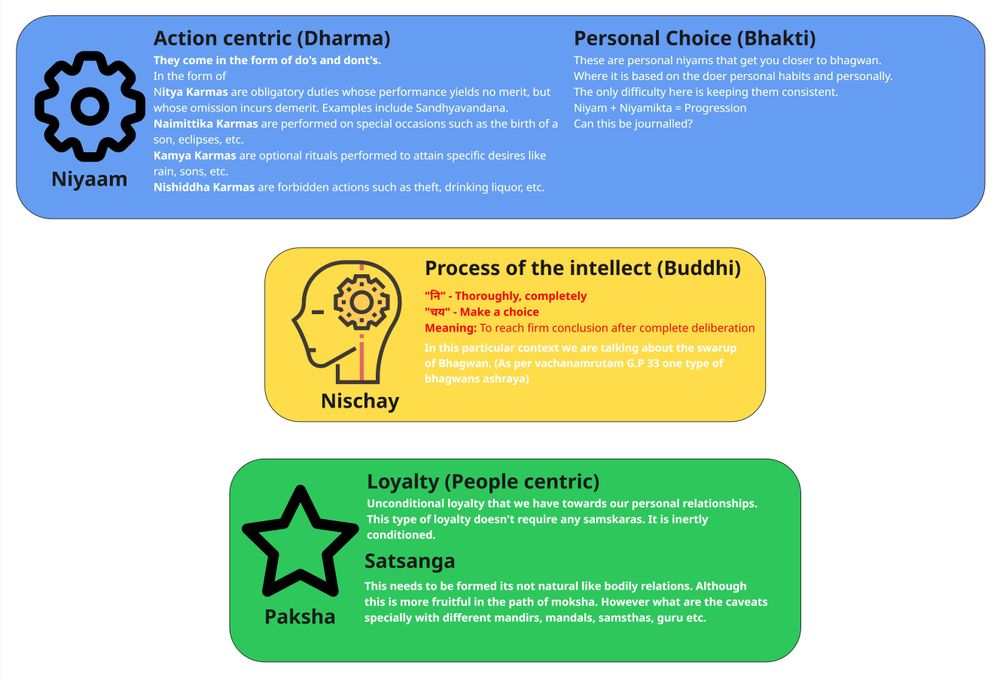 Action centric (Dharma)
They come in the form of do's and dont's.
In the form of
Nitya Karmas are obligatory duties whose performance yields no merit, but
whose omission incurs demerit. Examples include Sandhyavandana.
Naimittika Karmas are performed on special occasions such as the birth of a
son, eclipses, etc.
Kamya Karmas are optional rituals performed to attain specific desires like
rain, sons, etc.
Nishiddha Karmas are forbidden actions such as theft, drinking liquor, etc.
Niyaam
Personal Choice (Bhakti)
These are personal niyams that get you closer to bhagwan.
Where it is based on the doer personal habits and personally.
The only difficulty here is keeping them consistent.
Niyam + Niyamikta = Progression
Can this be journalled?
Process of the intellect (Buddhi)
"नि" - Thoroughly, completely
"चय" - Make a choice
Meaning: To reach firm conclusion after complete deliberation
In this particular context we are talking about the swarup
of Bhagwan. (As per vachanamrutam G.P 33 one type of
bhagwans ashraya)
Nischay
Loyalty (People centric)
Unconditional loyalty that we have towards our personal relationships.
This type of loyalty doesn't require any samskaras. It is inertly
conditioned.
Satsanga
This needs to be formed its not natural like bodily relations. Although
this is more fruitful in the path of moksha. However what are the caveats
specially with different mandirs, mandals, samsthas, guru etc.
Paksha